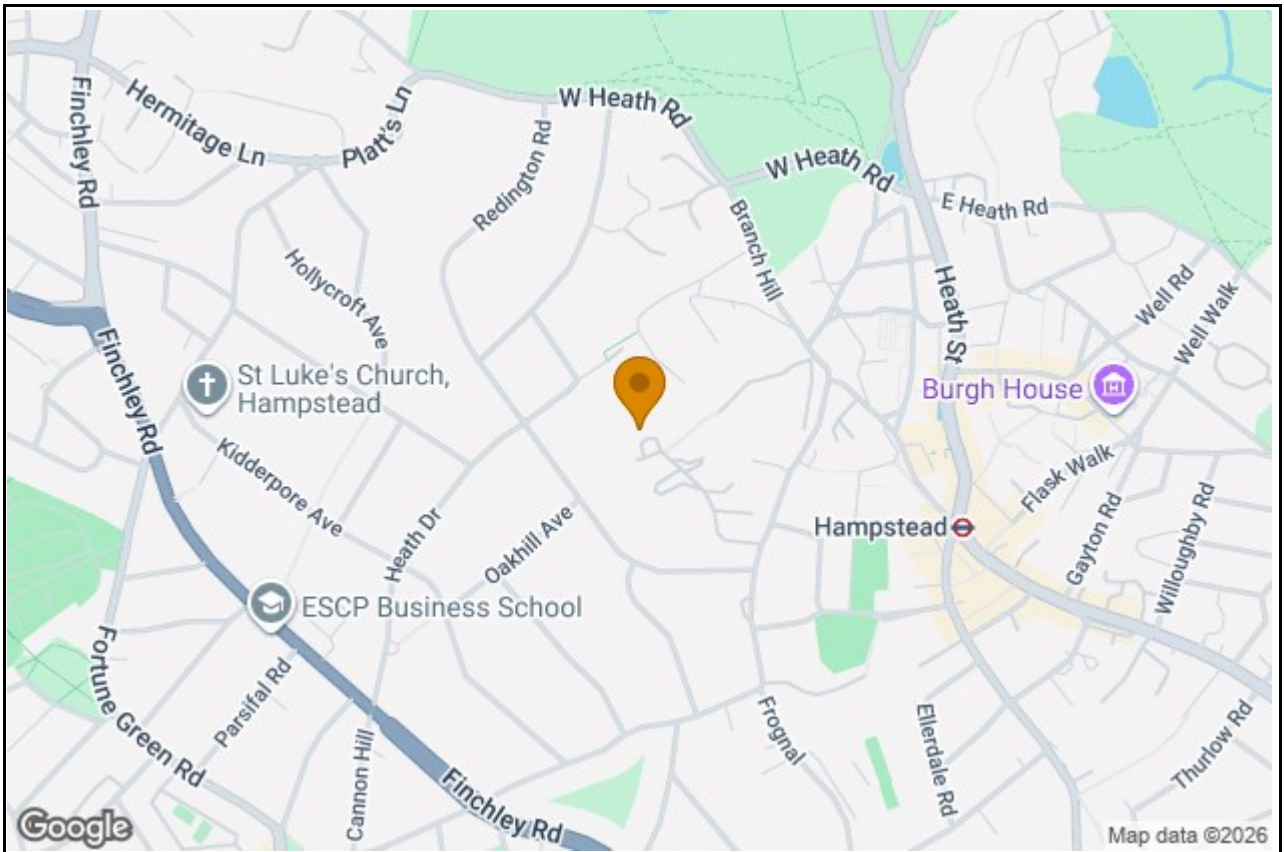 W Heath Rd
Finchley Rd
Hermitage Ln
Platt's Ln
Redington Rd
W Heath Rd
E Heath Rd
Branch Hill
Hollycroft Ave
Heath St
Well Rd
Well Walk
Finchley Rd
St Luke's Church,
Hampstead
Burgh House
Kidderpore Ave
Flask Walk
Heath Dr
Oakhill Ave
Hampstead
Gayton Rd
Willoughby Rd
ESCP Business School
Fortune Green Rd
Parsifal Rd
Cannon Hill
Finchley Rd
Frognal
Ellerdale Rd
Thurlow Rd
Google
Map data ©2026